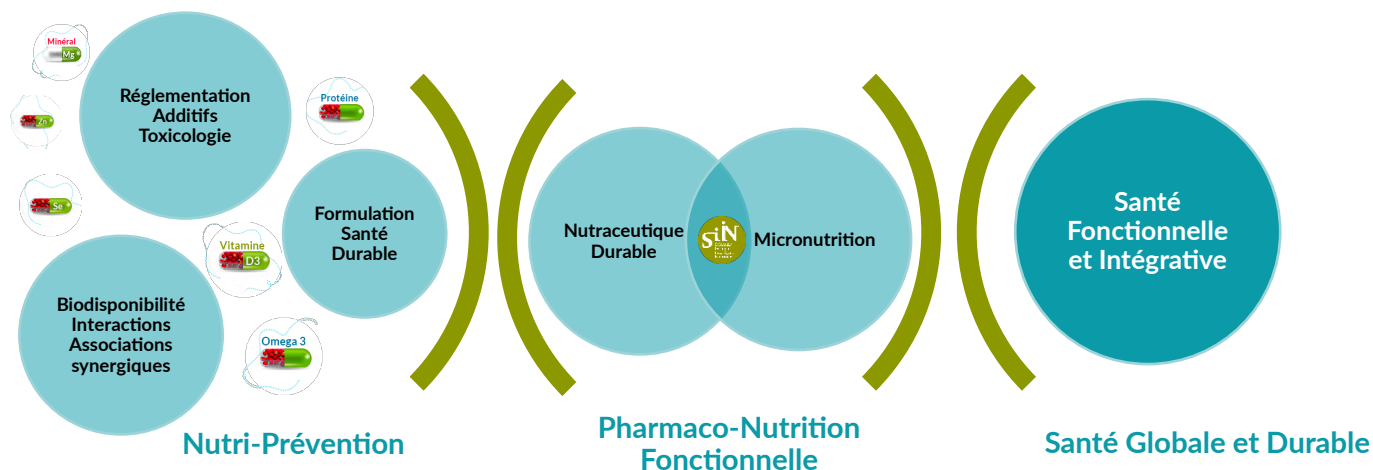 Minéral
Mg
Zn
Se
Réglementation
Additifs
Toxicologie
Protéine
Formulation
Santé
Durable
Vitamine
D3
Biodisponibilité
Interactions
Associations
synergiques
Omega 3
Nutri-Prévention
Nutraceutique
Durable
SiiN
Micronutrition
Pharmaco-Nutrition
Fonctionnelle
Santé
Fonctionnelle
et Intégrative
Santé Globale et Durable